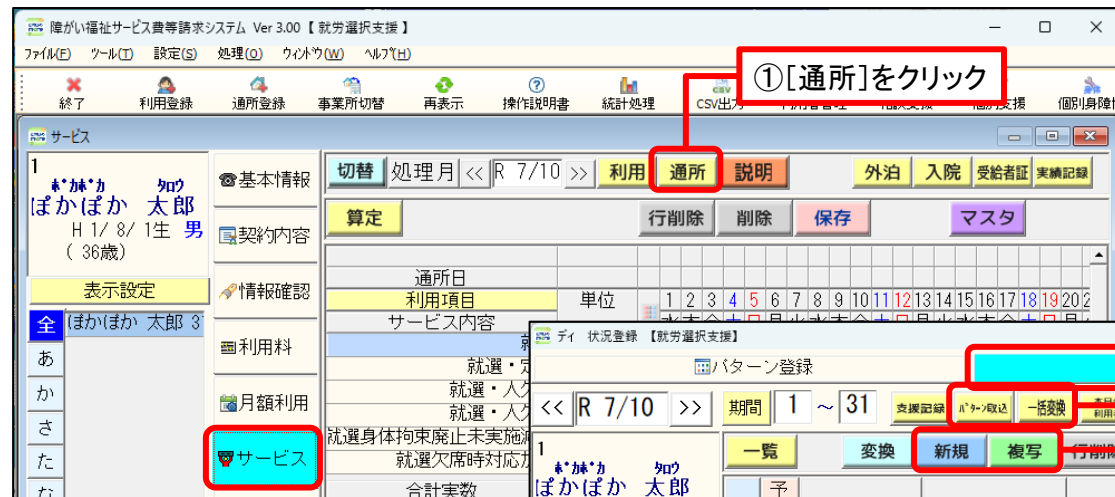 障がい福祉サービス費等請求システム Ver 3.00【 就労選択支援 】
ファイル(F) ツール(T) 設定(S) 処理(O) ウィンドウ(W) ヘルプ(H)
①[通所]をクリック
終了 利用登録 通所登録 事業所切替 再表示 操作説明書 統計処理
サービス
1
ﾎﾟｶﾎﾟｶ ﾀﾛｳ
ぽかぽか 太郎
H 1/ 8/ 1生 男
( 36歳)
表示設定
全 ぽかぽか 太郎 3
あ
か
さ
た
な
☎基本情報
契約内容
情報確認
利用料
月額利用
サービス
切替 処理月 << R 7/10 >> 利用 通所 説明 外泊 入院 受給者証 実績記録
算定 行削除 削除 保存 マスタ
通所日
利用項目 単位 1 2 3 4 5 6 7 8 9 10 11 12 13 14 15 16 17 18 19 20 2
サービス内容
就選・定
就選・人欠
就選・人欠
就選身体拘束廃止未実施減
就選欠席時対応加
合計実数
デイ 状況登録 【就労選択支援】
パターン登録
<< R 7/10 >> 期間 1 ～ 31 支援記録 ﾊﾟﾀｰﾝ取込 一括変換
1
ﾎﾟｶﾎﾟｶ ﾀﾛｳ
ぽかぽか 太郎
一覧 変換 新規 複写 行削除
予